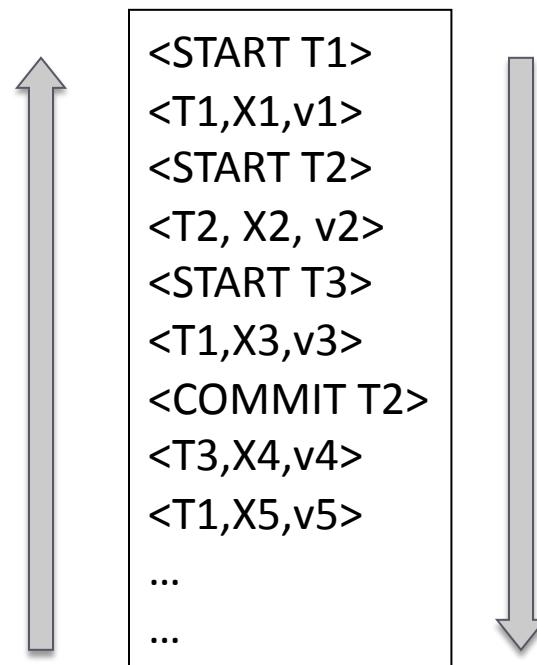 <START T1>
<T1,X1,v1>
<START T2>
<T2, X2, v2>
<START T3>
<T1,X3,v3>
<COMMIT T2>
<T3,X4,v4>
<T1,X5,v5>
…
…